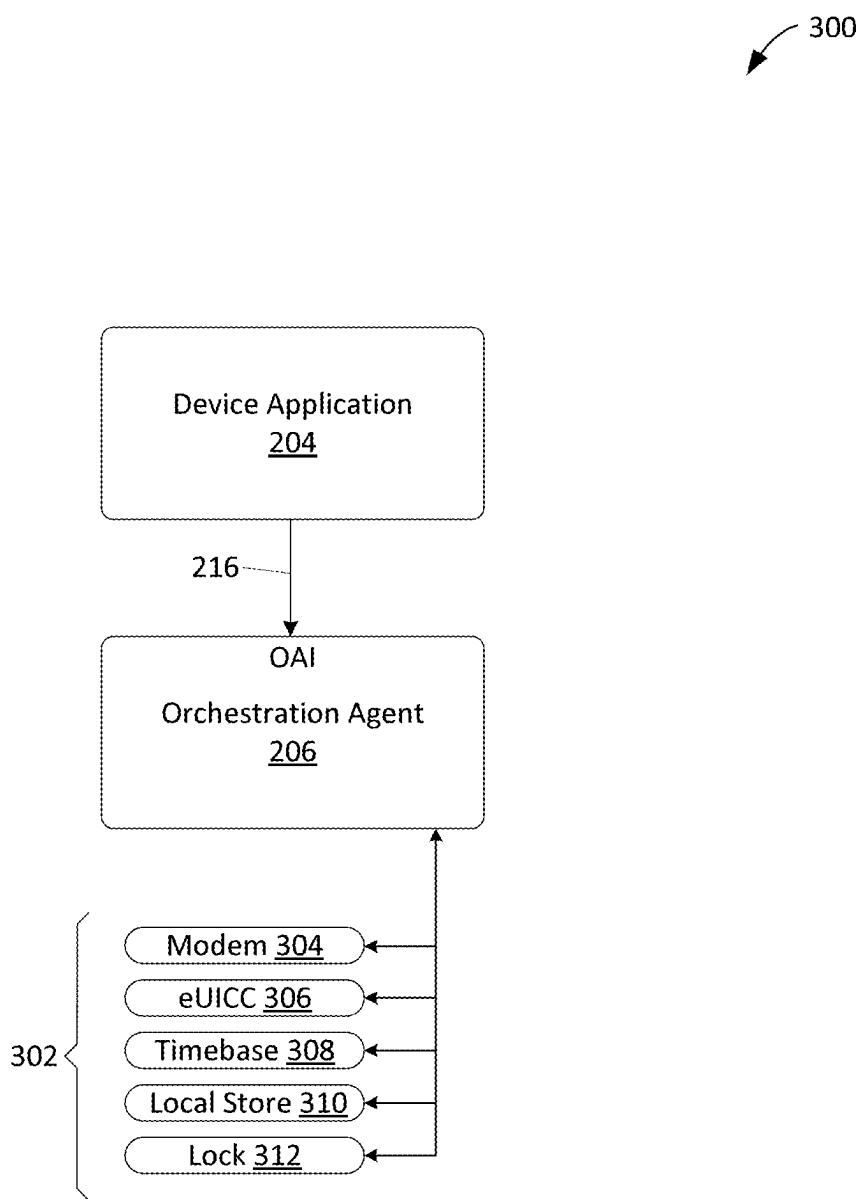 300
Device Application
204
216
OAI
Orchestration Agent
206
302
Modem 304
eUICC 306
Timebase 308
Local Store 310
Lock 312